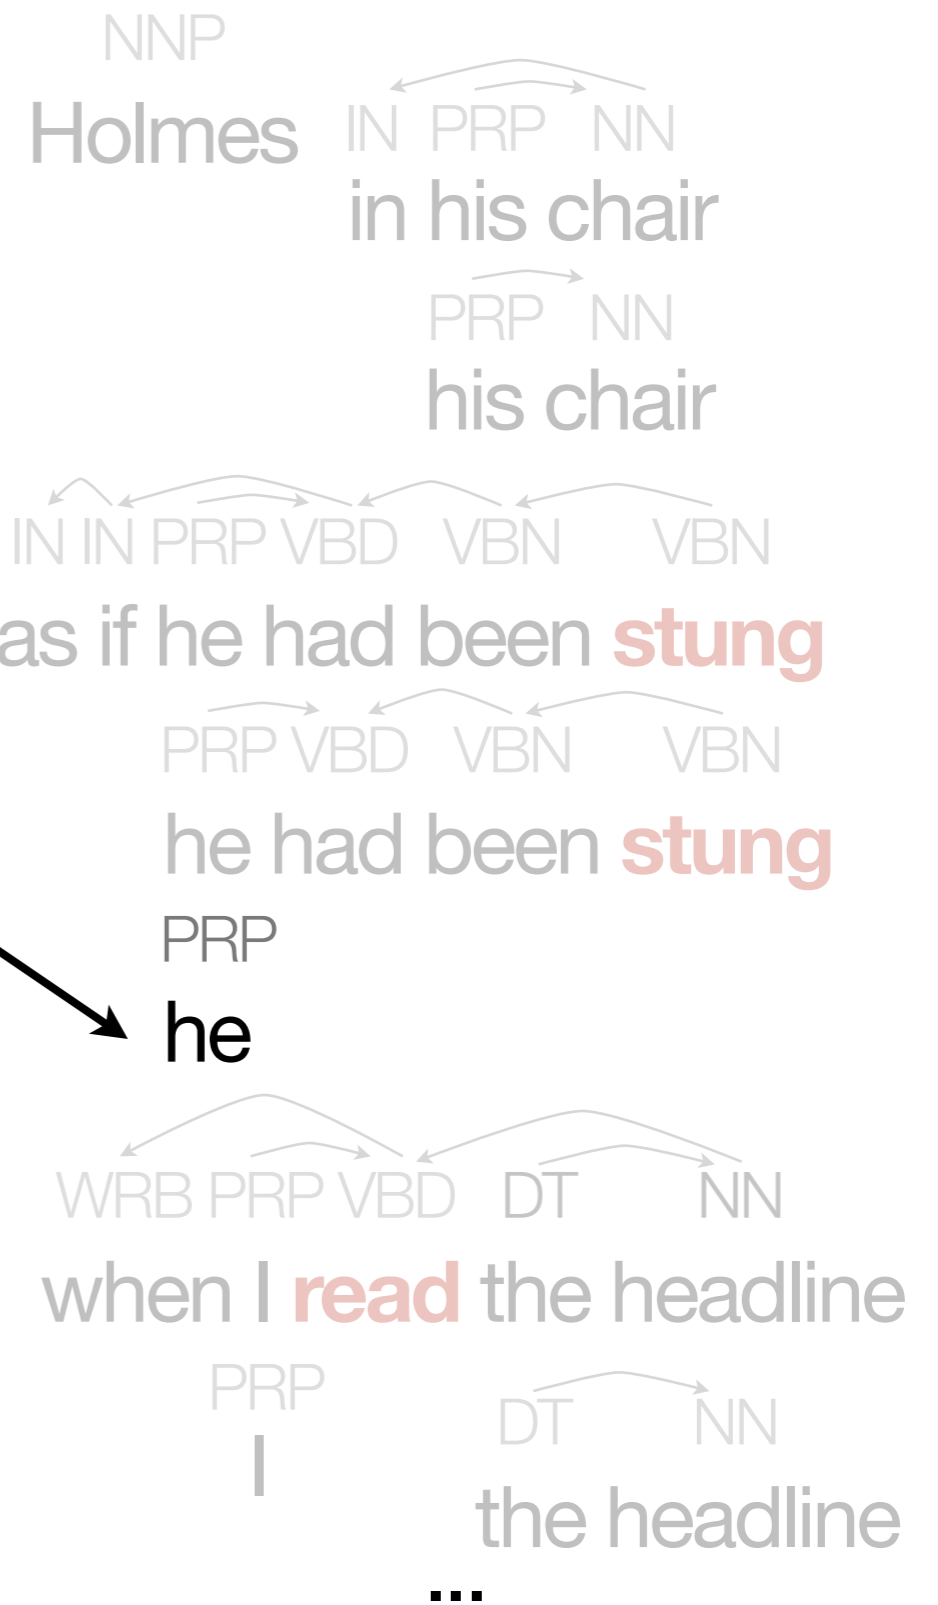 NNP
Holmes
IN PRP NN
in his chair
PRP NN
his chair
IN IN PRP VBD VBN VBN
as if he had been stung
PRP VBD VBN VBN
he had been stung
PRP
he
WRB PRP VBD DT NN
when I read the headline
PRP
I
DT NN
the headline
...